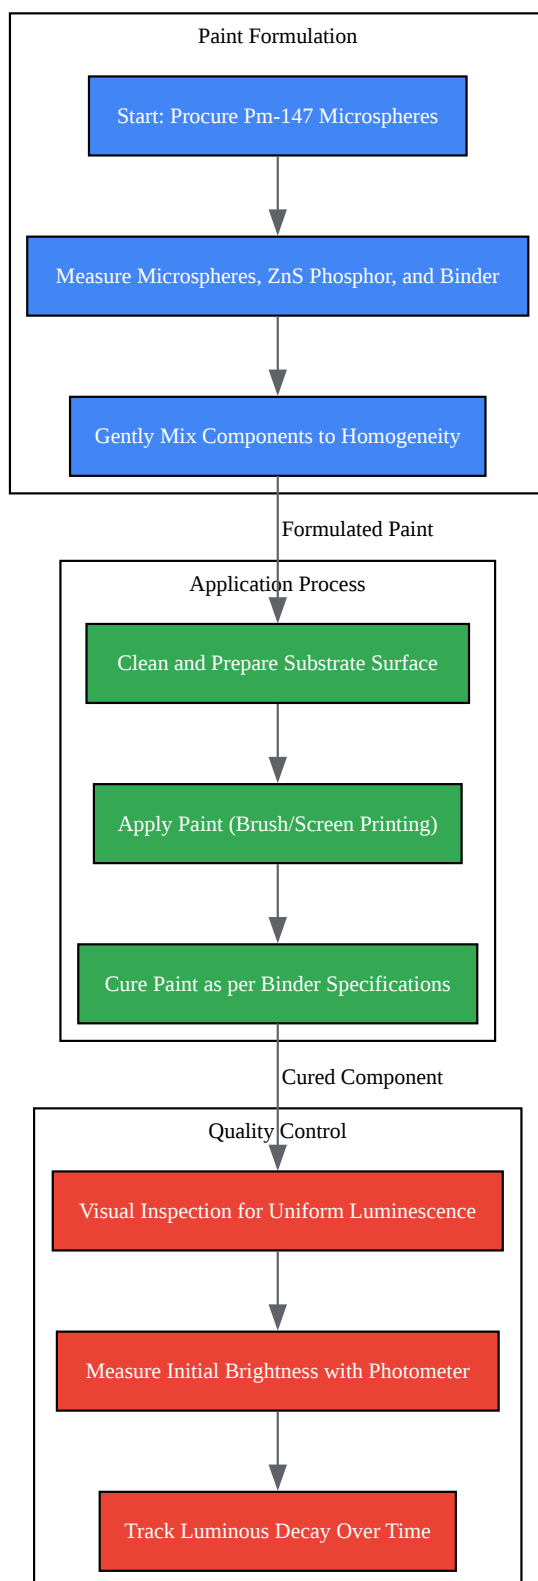 Paint Formulation
Start: Procure Pm-147 Microspheres
Measure Microspheres, ZnS Phosphor, and Binder
Gently Mix Components to Homogeneity
Formulated Paint
Application Process
Clean and Prepare Substrate Surface
Apply Paint (Brush/Screen Printing)
Cure Paint as per Binder Specifications
Cured Component
Quality Control
Visual Inspection for Uniform Luminescence
Measure Initial Brightness with Photometer
Track Luminous Decay Over Time